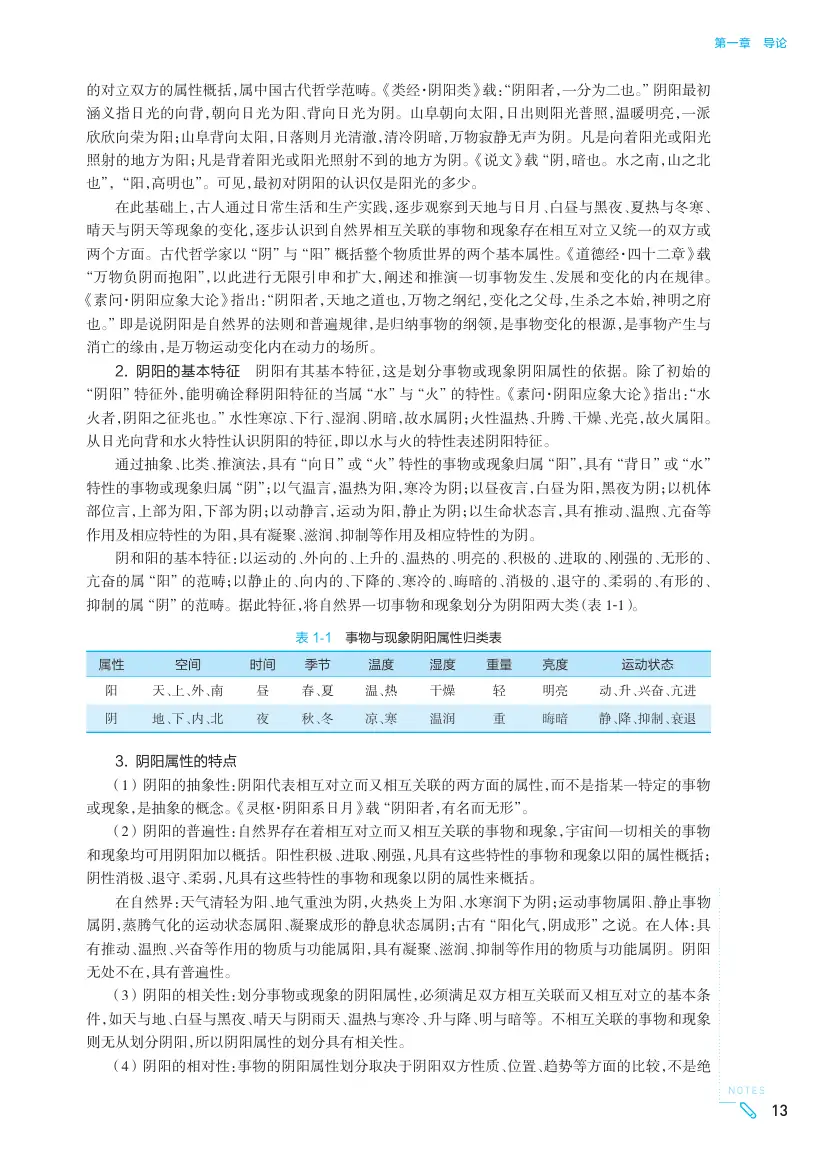 第一章　导论
的对立双方的属性概括，属中国古代哲学范畴。《类经·阴阳类》载：“阴阳者，一分为二也。”阴阳最初
涵义指日光的向背，朝向日光为阳、背向日光为阴。山阜朝向太阳，日出则阳光普照，温暖明亮，一派
欣欣向荣为阳；山阜背向太阳，日落则月光清澈，清冷阴暗，万物寂静无声为阴。凡是向着阳光或阳光
照射的地方为阳；凡是背着阳光或阳光照射不到的地方为阴。《说文》载“阴，暗也。水之南，山之北
也”，“阳，高明也”。可见，最初对阴阳的认识仅是阳光的多少。
在此基础上，古人通过日常生活和生产实践，逐步观察到天地与日月、白昼与黑夜、夏热与冬寒、
晴天与阴天等现象的变化，逐步认识到自然界相互关联的事物和现象存在相互对立又统一的双方或
两个方面。古代哲学家以“阴”与“阳”概括整个物质世界的两个基本属性。《道德经·四十二章》载
“万物负阴而抱阳”，以此进行无限引申和扩大，阐述和推演一切事物发生、发展和变化的内在规律。
《素问·阴阳应象大论》指出：“阴阳者，天地之道也，万物之纲纪，变化之父母，生杀之本始，神明之府
也。”即是说阴阳是自然界的法则和普遍规律，是归纳事物的纲领，是事物变化的根源，是事物产生与
消亡的缘由，是万物运动变化内在动力的场所。
2. 阴阳的基本特征　阴阳有其基本特征，这是划分事物或现象阴阳属性的依据。除了初始的
“阴阳”特征外，能明确诠释阴阳特征的当属“水”与“火”的特性。《素问·阴阳应象大论》指出：“水
火者，阴阳之征兆也。”水性寒凉、下行、湿润、阴暗，故水属阴；火性温热、升腾、干燥、光亮，故火属阳。
从日光向背和水火特性认识阴阳的特征，即以水与火的特性表述阴阳特征。
通过抽象、比类、推演法，具有“向日”或“火”特性的事物或现象归属“阳”，具有“背日”或“水”
特性的事物或现象归属“阴”；以气温言，温热为阳，寒冷为阴；以昼夜言，白昼为阳，黑夜为阴；以机体
部位言，上部为阳，下部为阴；以动静言，运动为阳，静止为阴；以生命状态言，具有推动、温煦、亢奋等
作用及相应特性的为阳，具有凝聚、滋润、抑制等作用及相应特性的为阴。
阴和阳的基本特征：以运动的、外向的、上升的、温热的、明亮的、积极的、进取的、刚强的、无形的、
亢奋的属“阳”的范畴；以静止的、向内的、下降的、寒冷的、晦暗的、消极的、退守的、柔弱的、有形的、
抑制的属“阴”的范畴。据此特征，将自然界一切事物和现象划分为阴阳两大类（表 1-1）。
表 1-1　事物与现象阴阳属性归类表
属性　空间　时间　季节　温度　湿度　重量　亮度　运动状态
阳　天、上、外、南　昼　春、夏　温、热　干燥　轻　明亮　动、升、兴奋、亢进
阴　地、下、内、北　夜　秋、冬　凉、寒　温润　重　晦暗　静、降、抑制、衰退
3. 阴阳属性的特点
（1）阴阳的抽象性：阴阳代表相互对立而又相互关联的两方面的属性，而不是指某一特定的事物
或现象，是抽象的概念。《灵枢·阴阳系日月》载“阴阳者，有名而无形”。
（2）阴阳的普遍性：自然界存在着相互对立而又相互关联的事物和现象，宇宙间一切相关的事物
和现象均可用阴阳加以概括。阳性积极、进取、刚强，凡具有这些特性的事物和现象以阳的属性概括；
阴性消极、退守、柔弱，凡具有这些特性的事物和现象以阴的属性来概括。
在自然界：天气清轻为阳、地气重浊为阴，火热炎上为阳、水寒润下为阴；运动事物属阳、静止事物
属阴，蒸腾气化的运动状态属阳、凝聚成形的静息状态属阴；古有“阳化气，阴成形”之说。在人体：具
有推动、温煦、兴奋等作用的物质与功能属阳，具有凝聚、滋润、抑制等作用的物质与功能属阴。阴阳
无处不在，具有普遍性。
（3）阴阳的相关性：划分事物或现象的阴阳属性，必须满足双方相互关联而又相互对立的基本条
件，如天与地、白昼与黑夜、晴天与阴雨天、温热与寒冷、升与降、明与暗等。不相互关联的事物和现象
则无从划分阴阳，所以阴阳属性的划分具有相关性。
（4）阴阳的相对性：事物的阴阳属性划分取决于阴阳双方性质、位置、趋势等方面的比较，不是绝
NOTES
13